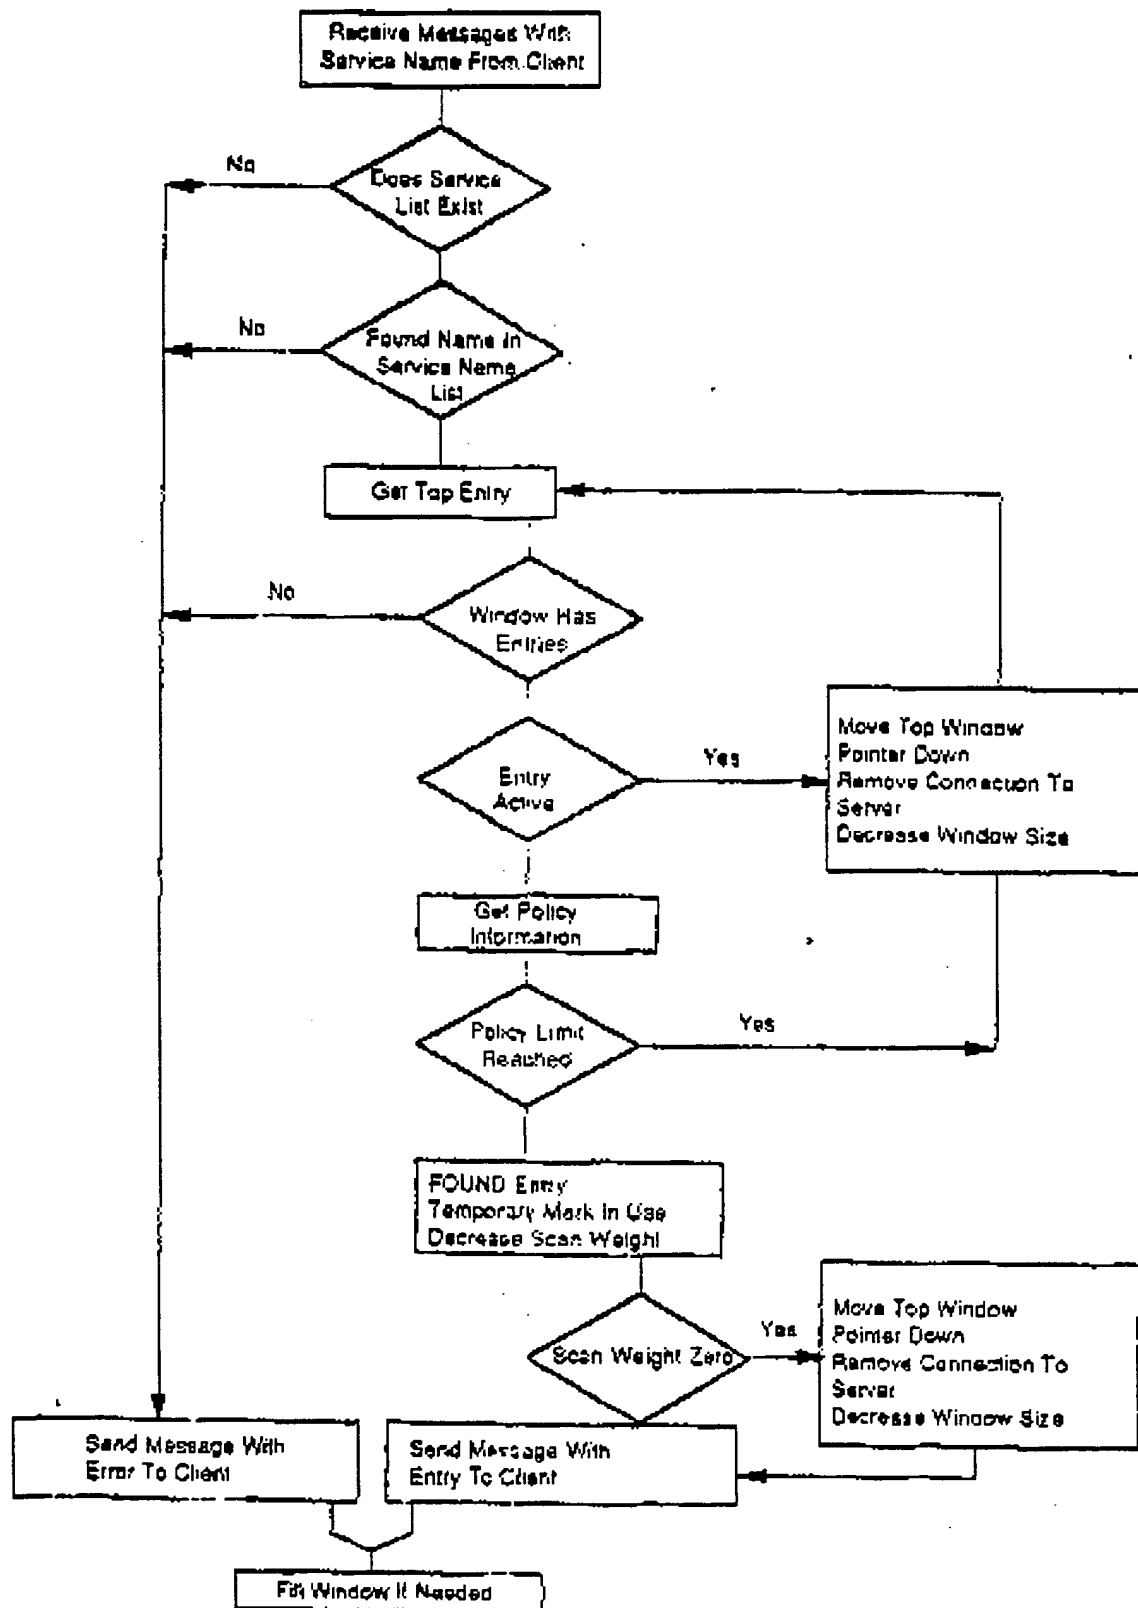 Receive Messages With
Service Name From Client
No
Does Service
List Exist
No
Found Name In
Service Name
List
Get Top Entry
No
Window Has
Entries
Move Top Window
Pointer Down
Remove Connection To
Server
Decrease Window Size
Yes
Entry
Active
Get Policy
Information
Policy Limit
Reached
Yes
FOUND Entry
Temporary Mark In Use
Decrease Scan Weight
Scan Weight Zero
Yes
Move Top Window
Pointer Down
Remove Connection To
Server
Decrease Window Size
Send Message With
Error To Client
Send Message With
Entry To Client
Fill Window If Needed